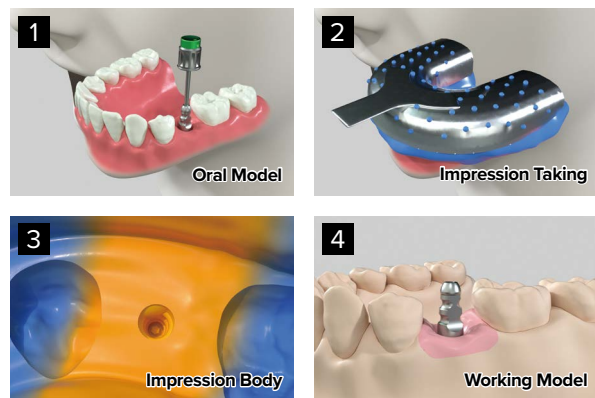 1
Oral Model
2
Impression Taking
3
Impression Body
4
Working Model